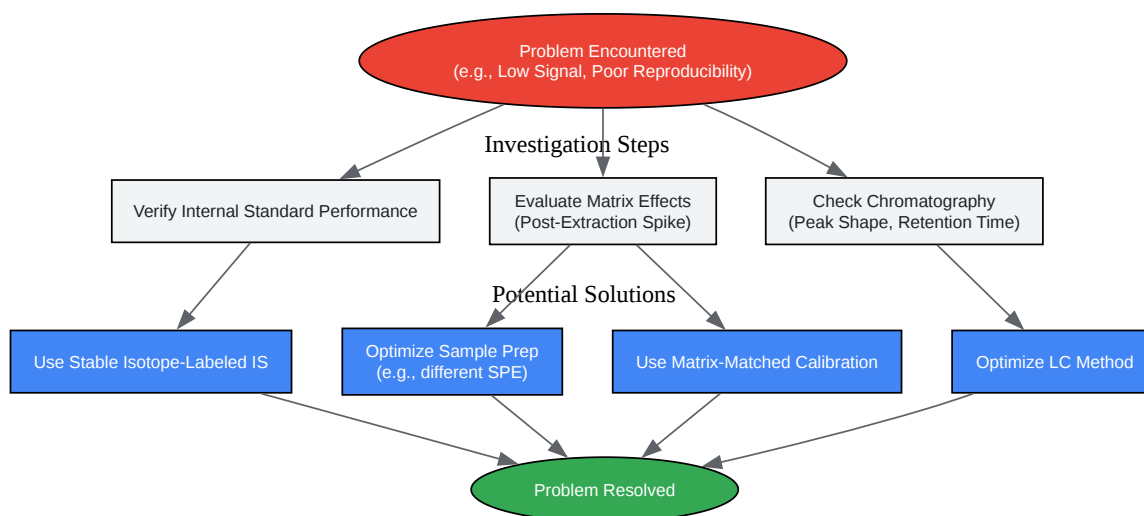 Problem Encountered
(e.g., Low Signal, Poor Reproducibility)
Investigation Steps
Verify Internal Standard Performance
Evaluate Matrix Effects
(Post-Extraction Spike)
Check Chromatography
(Peak Shape, Retention Time)
Potential Solutions
Use Stable Isotope-Labeled IS
Optimize Sample Prep
(e.g., different SPE)
Use Matrix-Matched Calibration
Optimize LC Method
Problem Resolved